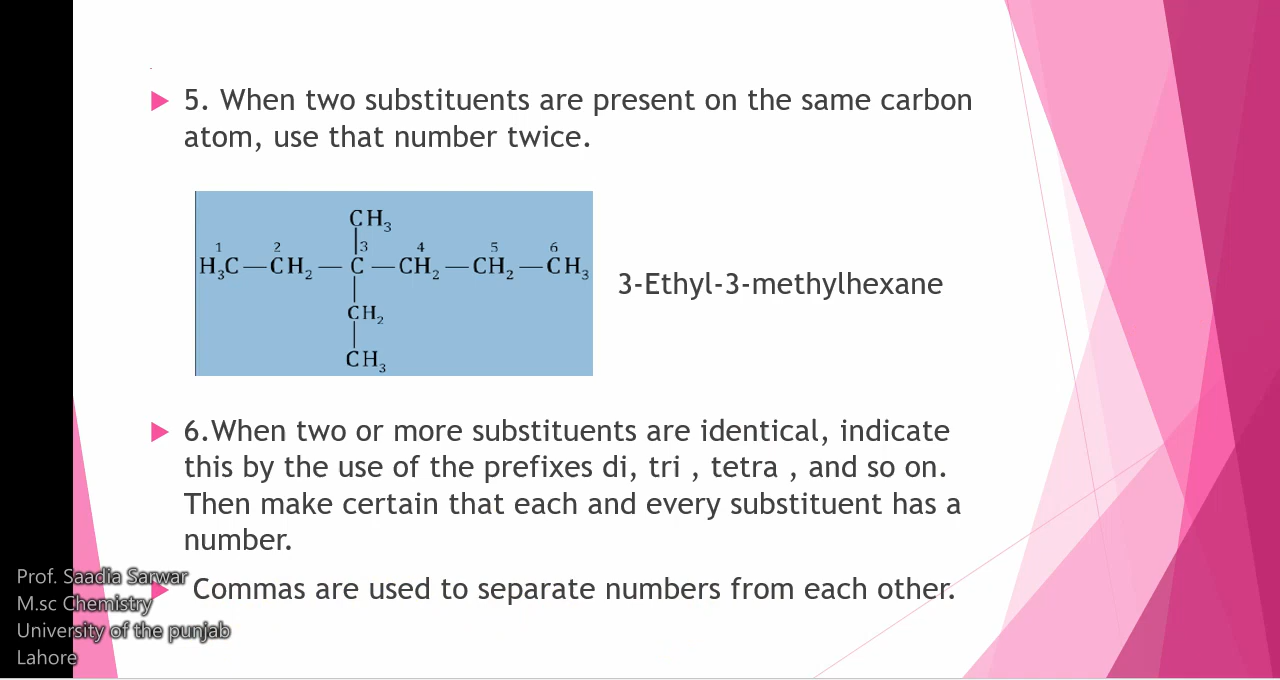 5. When two substituents are present on the same carbon
atom, use that number twice.
CH₃
1 2 3 4 5 6
H₃C — CH₂ — C — CH₂ — CH₂ — CH₃
CH₂
CH₃
3-Ethyl-3-methylhexane
6.When two or more substituents are identical, indicate
this by the use of the prefixes di, tri , tetra , and so on.
Then make certain that each and every substituent has a
number.
Commas are used to separate numbers from each other.
Prof. Saadia Sarwar
M.sc Chemistry
University of the punjab
Lahore